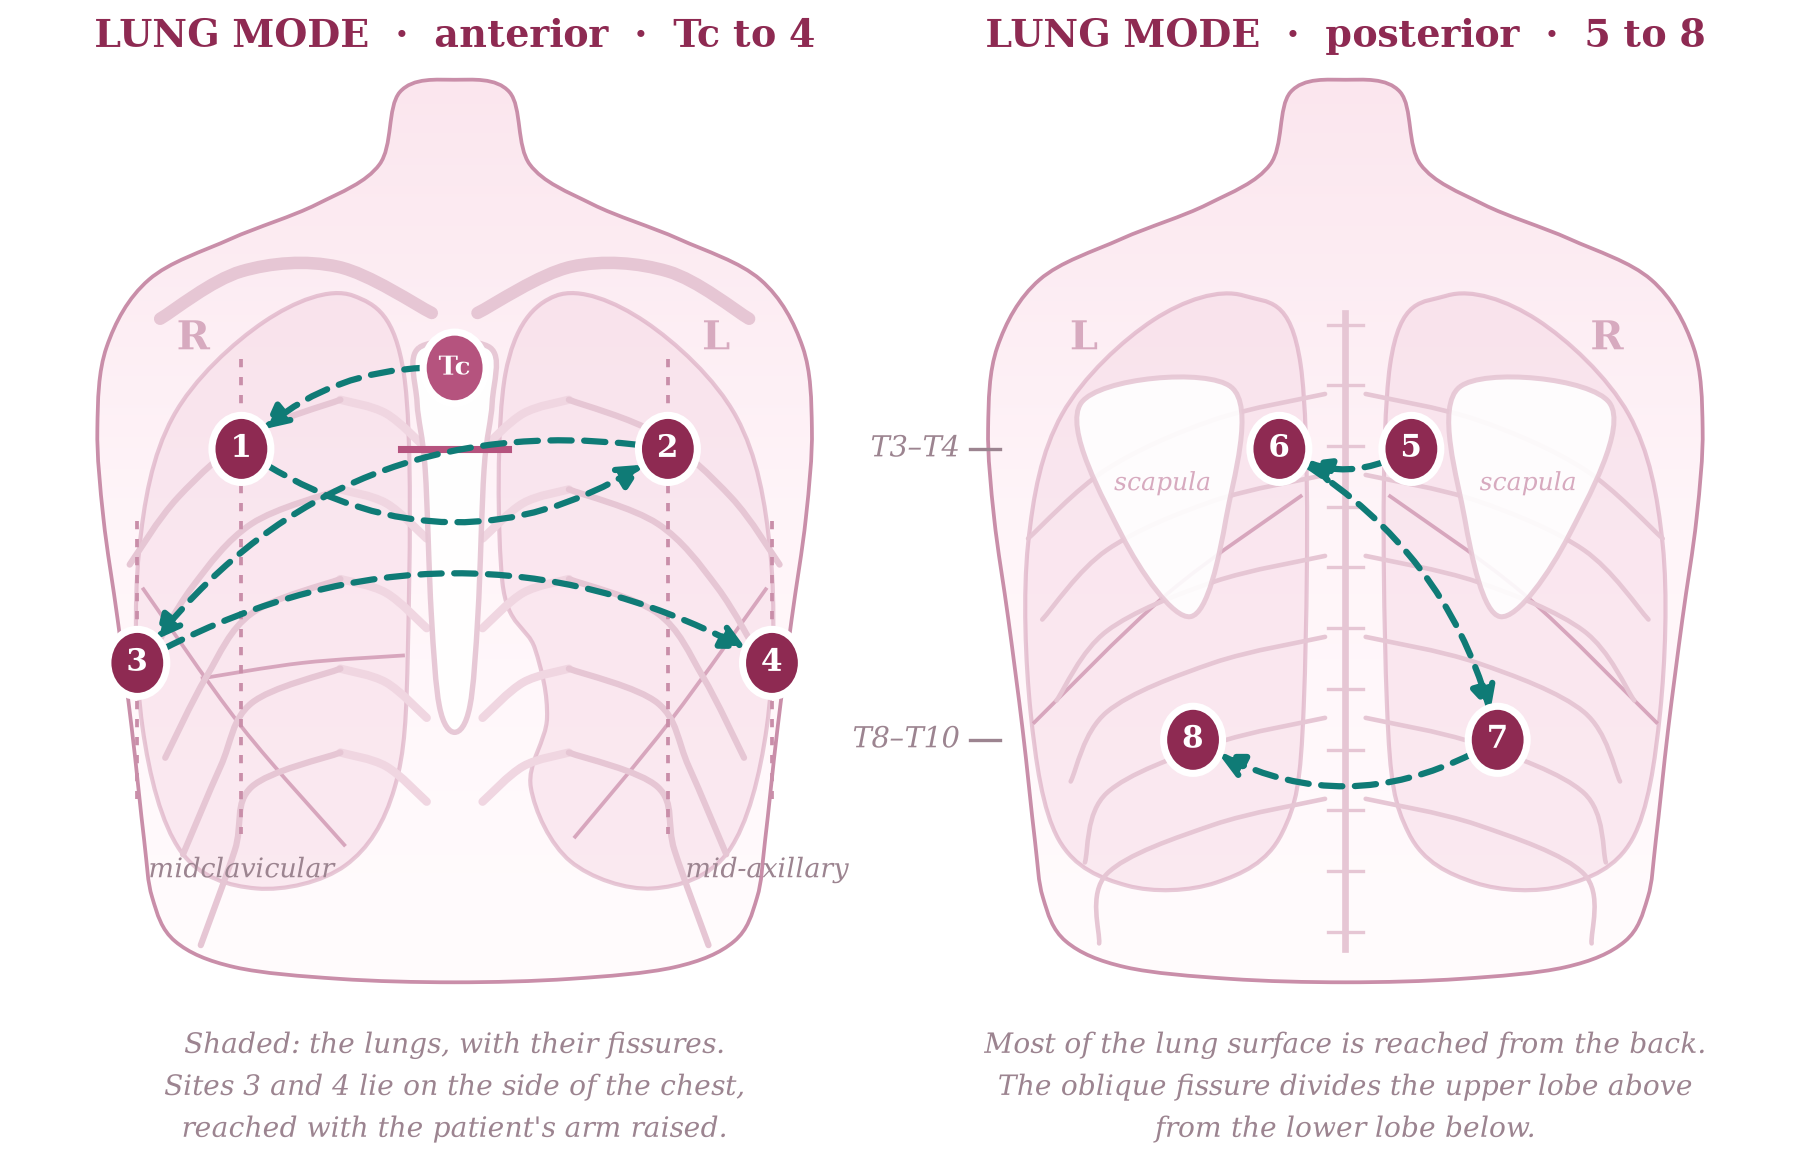 LUNG MODE · anterior · Tc to 4
R
L
Tc
1
2
3
4
midclavicular
mid-axillary
Shaded: the lungs, with their fissures.
Sites 3 and 4 lie on the side of the chest,
reached with the patient's arm raised.
LUNG MODE · posterior · 5 to 8
L
R
T3–T4
6
5
scapula
scapula
T8–T10
8
7
Most of the lung surface is reached from the back.
The oblique fissure divides the upper lobe above
from the lower lobe below.